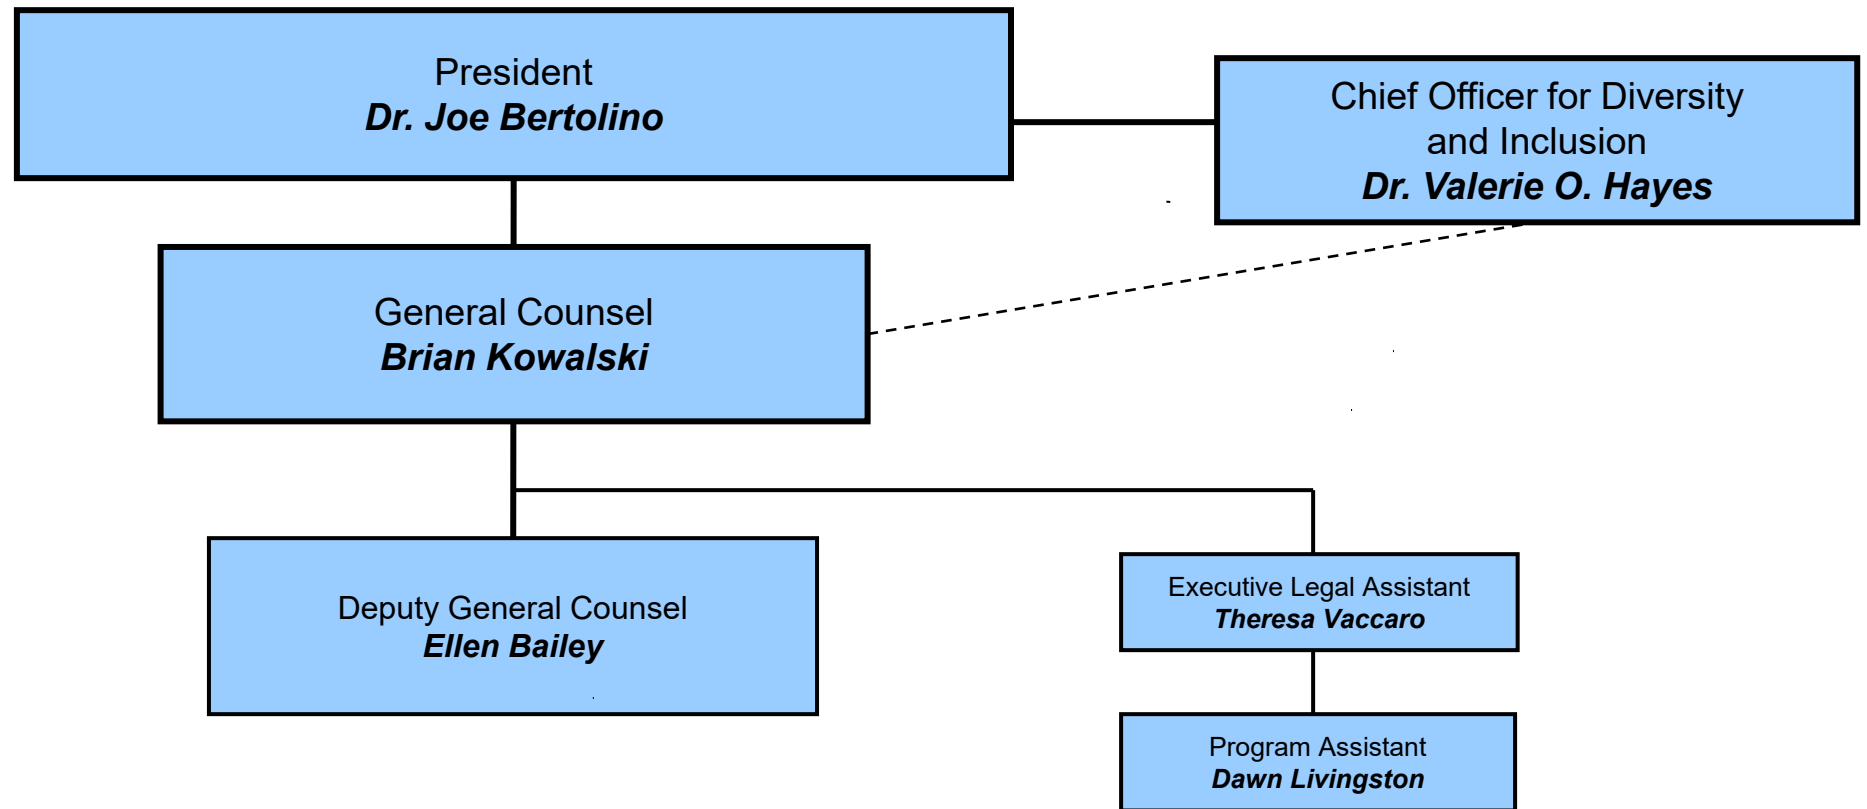 President
Dr. Joe Bertolino
Chief Officer for Diversity
and Inclusion
Dr. Valerie O. Hayes
General Counsel
Brian Kowalski
Deputy General Counsel
Ellen Bailey
Executive Legal Assistant
Theresa Vaccaro
Program Assistant
Dawn Livingston